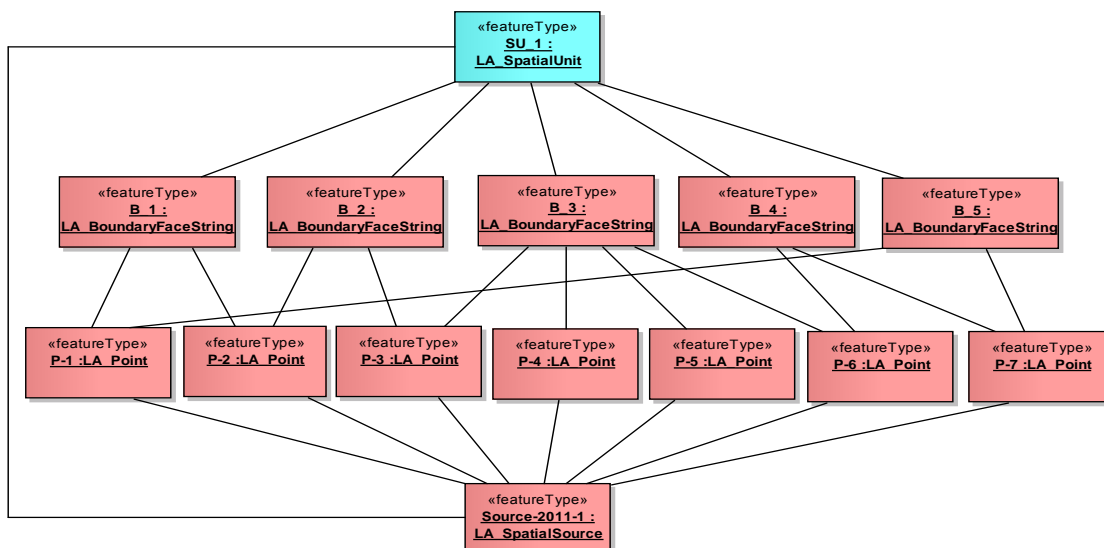 «featureType»
SU_1 :
LA_SpatialUnit
«featureType»
B_1 :
LA_BoundaryFaceString
«featureType»
B_2 :
LA_BoundaryFaceString
«featureType»
B_3 :
LA_BoundaryFaceString
«featureType»
B_4 :
LA_BoundaryFaceString
«featureType»
B_5 :
LA_BoundaryFaceString
«featureType»
P-1 :LA_Point
«featureType»
P-2 :LA_Point
«featureType»
P-3 :LA_Point
«featureType»
P-4 :LA_Point
«featureType»
P-5 :LA_Point
«featureType»
P-6 :LA_Point
«featureType»
P-7 :LA_Point
«featureType»
Source-2011-1 :
LA_SpatialSource